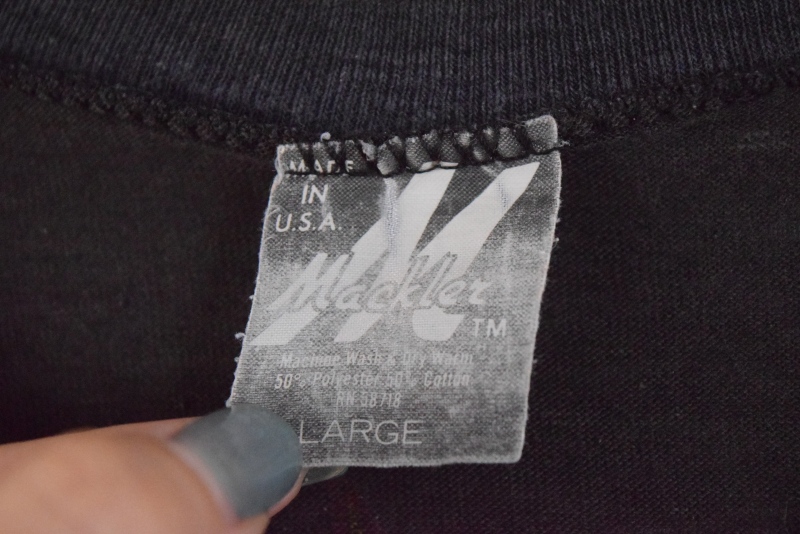 MADE
IN
U.S.A.
M
Mackler
TM
Machine Wash & Dry Warm
50% Polyester 50% Cotton
RN 58718
LARGE